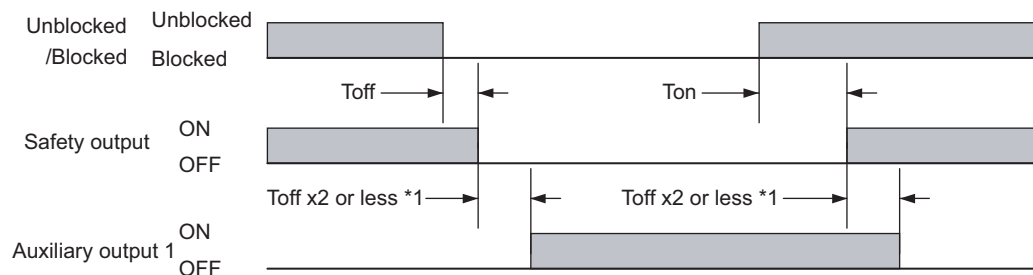 Unblocked
/Blocked
Unblocked
Blocked
Toff
Ton
Safety output
ON
OFF
Toff x2 or less *1
Toff x2 or less *1
Auxiliary output 1
ON
OFF